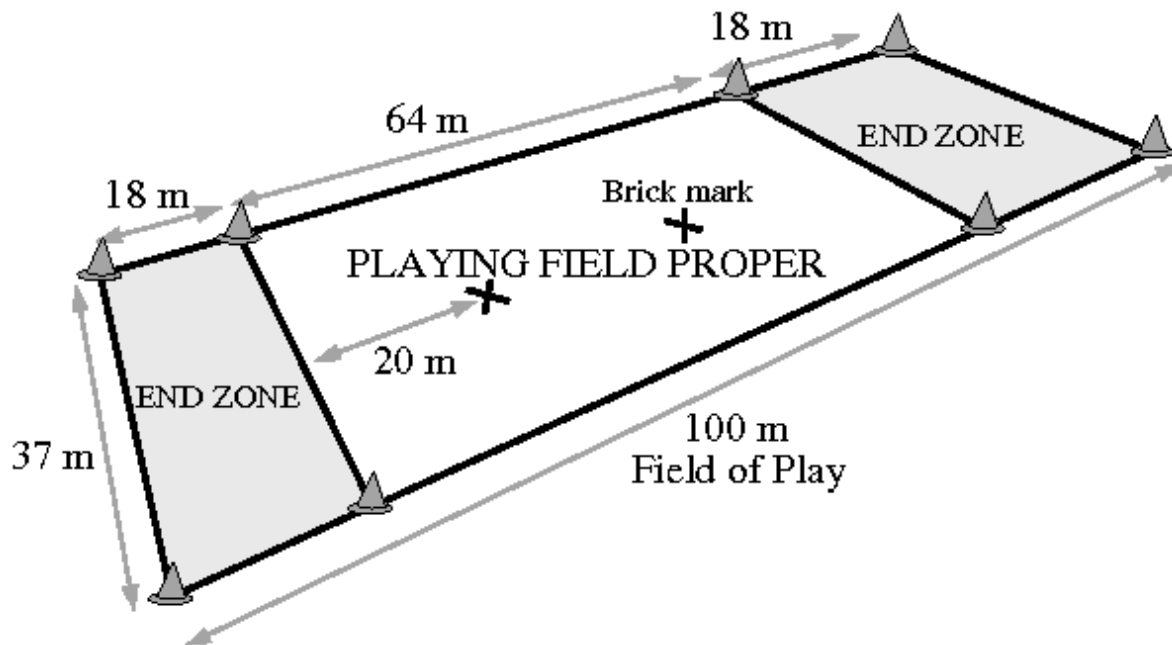 18 m
64 m
END ZONE
18 m
Brick mark
PLAYING FIELD PROPER
20 m
END ZONE
100 m
37 m
Field of Play